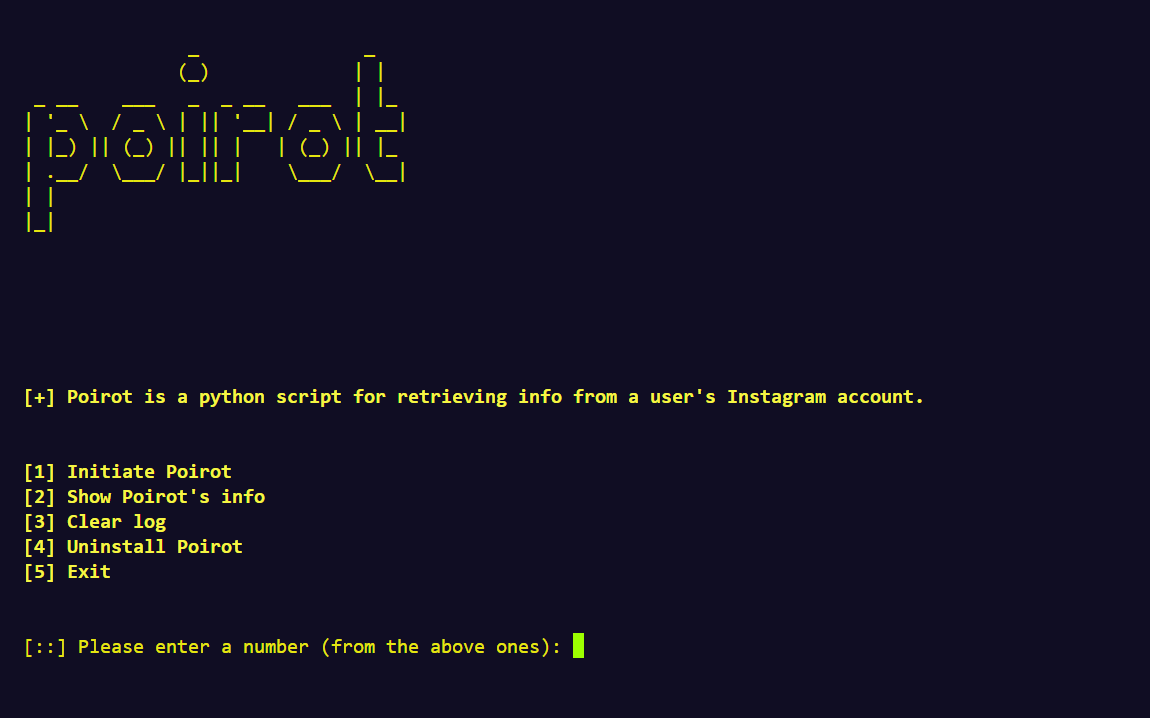 poirot
[+] Poirot is a python script for retrieving info from a user's Instagram account.
[1] Initiate Poirot
[2] Show Poirot's info
[3] Clear log
[4] Uninstall Poirot
[5] Exit
[::] Please enter a number (from the above ones):